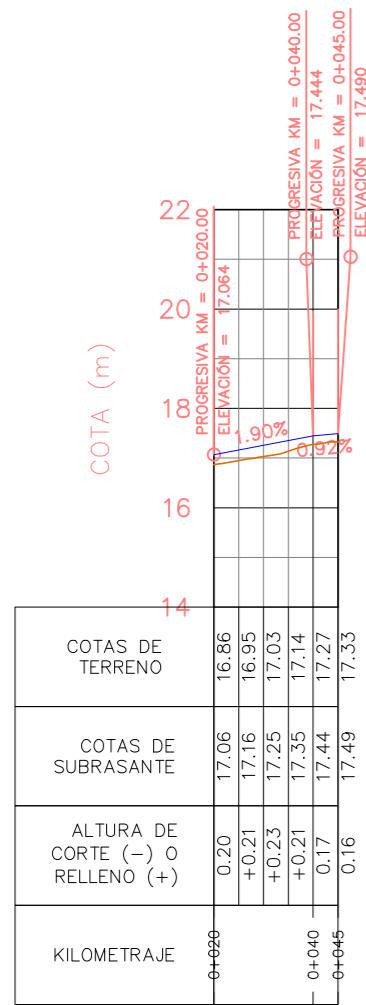 PROGRESIVA KM = 0+020.00
ELEVACIÓN = 17.064
PROGRESIVA KM = 0+040.00
ELEVACIÓN = 17.444
PROGRESIVA KM = 0+045.00
ELEVACIÓN = 17.490
COTA (m)
22
20
18
16
14
1.90%
0.92%
COTAS DE
TERRENO
16.86
16.95
17.03
17.14
17.27
17.33
COTAS DE
SUBRASANTE
17.06
17.16
17.25
17.35
17.44
17.49
ALTURA DE
CORTE (-) O
RELLENO (+)
0.20
+0.21
+0.23
+0.21
0.17
0.16
KILOMETRAJE
0+020
0+040
0+045